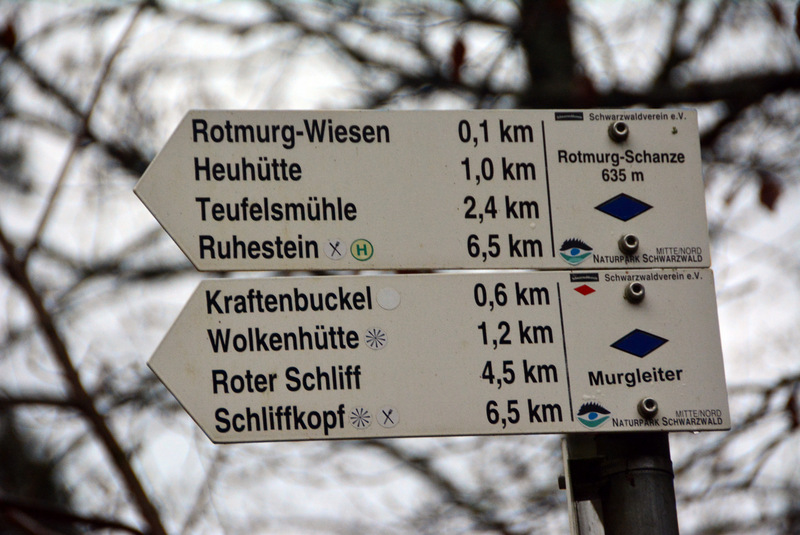 Rotmurg-Wiesen 0,1 km
Heuhütte 1,0 km
Teufelsmühle 2,4 km
Ruhestein H 6,5 km
Schwarzwaldverein e.V.
Rotmurg-Schanze
635 m
MITTE/NORD
NATURPARK SCHWARZWALD
Kraftenbuckel 0,6 km
Wolkenhütte 1,2 km
Roter Schliff 4,5 km
Schliffkopf 6,5 km
Schwarzwaldverein e.V.
Murgleiter
MITTE/NORD
NATURPARK SCHWARZWALD